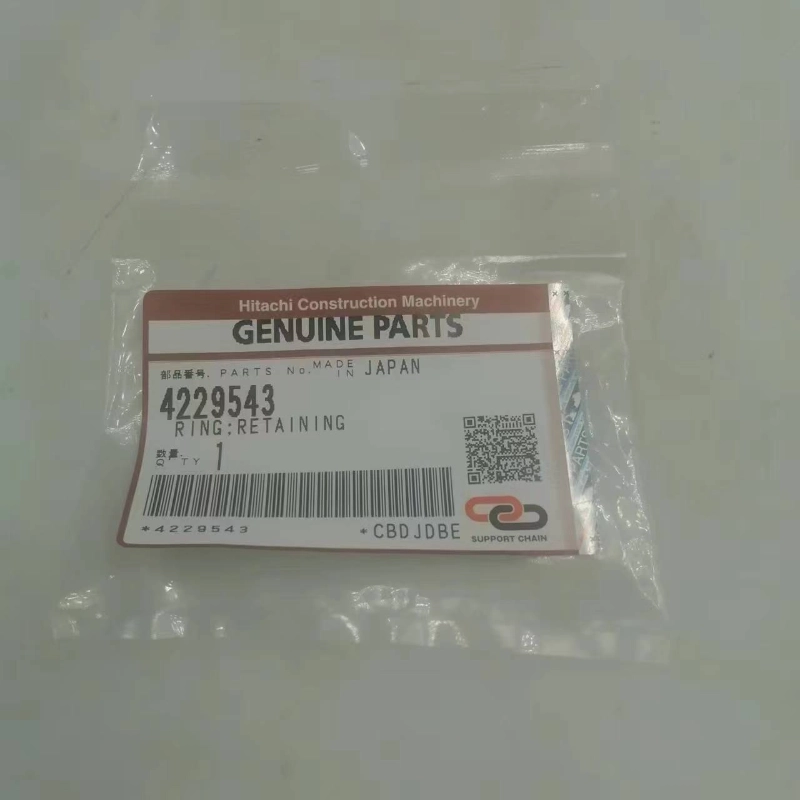 Hitachi Construction Machinery
GENUINE PARTS
部品番号. PARTS No. MADE IN JAPAN
4229543
RING:RETAINING
数量.
Q'TY 1
*4229543 *CBDJDBE
SUPPORT CHAIN